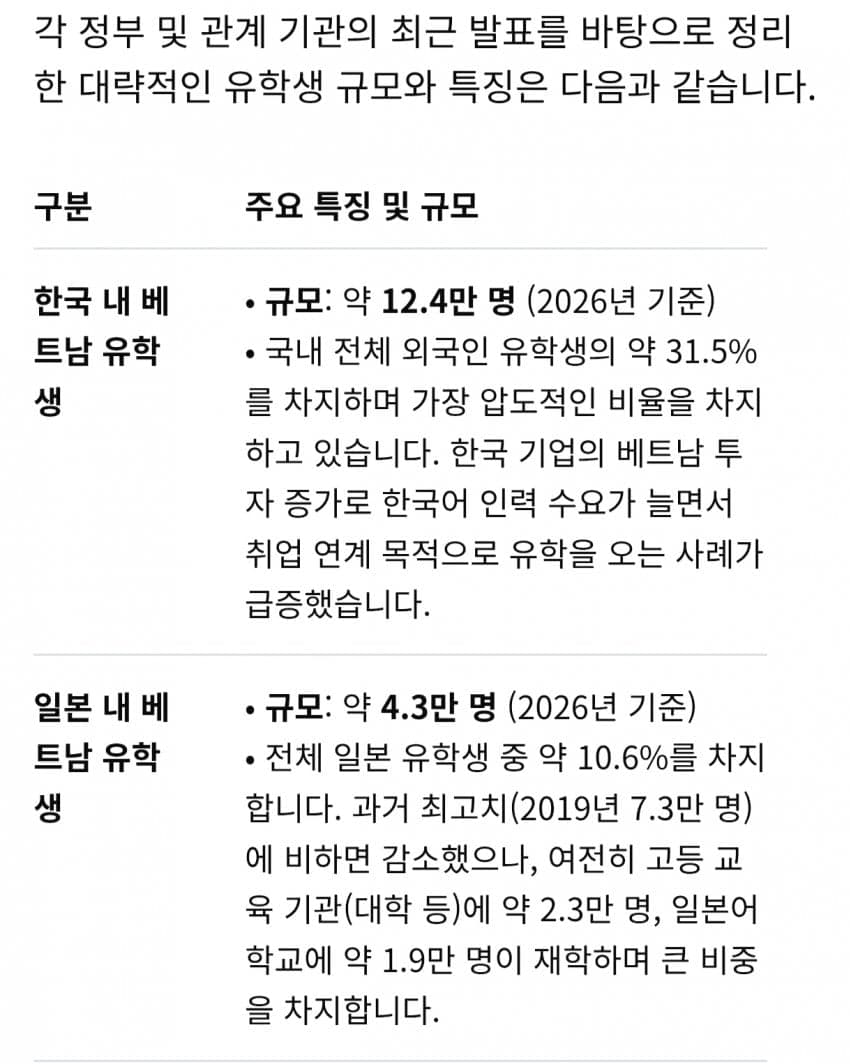 각 정부 및 관계 기관의 최근 발표를 바탕으로 정리
한 대략적인 유학생 규모와 특징은 다음과 같습니다.
구분
주요 특징 및 규모
한국 내 베
트남 유학
생
• 규모: 약 12.4만 명 (2026년 기준)
• 국내 전체 외국인 유학생의 약 31.5%
를 차지하며 가장 압도적인 비율을 차지
하고 있습니다. 한국 기업의 베트남 투
자 증가로 한국어 인력 수요가 늘면서
취업 연계 목적으로 유학을 오는 사례가
급증했습니다.
일본 내 베
트남 유학
생
• 규모: 약 4.3만 명 (2026년 기준)
• 전체 일본 유학생 중 약 10.6%를 차지
합니다. 과거 최고치(2019년 7.3만 명)
에 비하면 감소했으나, 여전히 고등 교
육 기관(대학 등)에 약 2.3만 명, 일본어
학교에 약 1.9만 명이 재학하며 큰 비중
을 차지합니다.